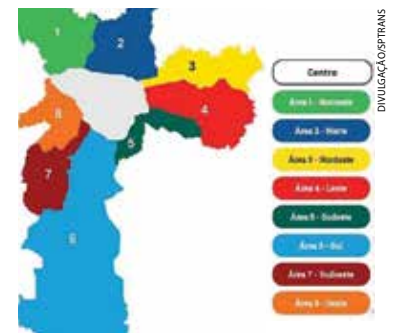 1
2
3
4
5
6
7
8
Centro
Área 1 - Noroeste
Área 2 - Norte
Área 3 - Nordeste
Área 4 - Leste
Área 5 - Sudeste
Área 6 - Sul
Área 7 - Sudoeste
Área 8 - Oeste
DIVULGAÇÃO/SPTRANS